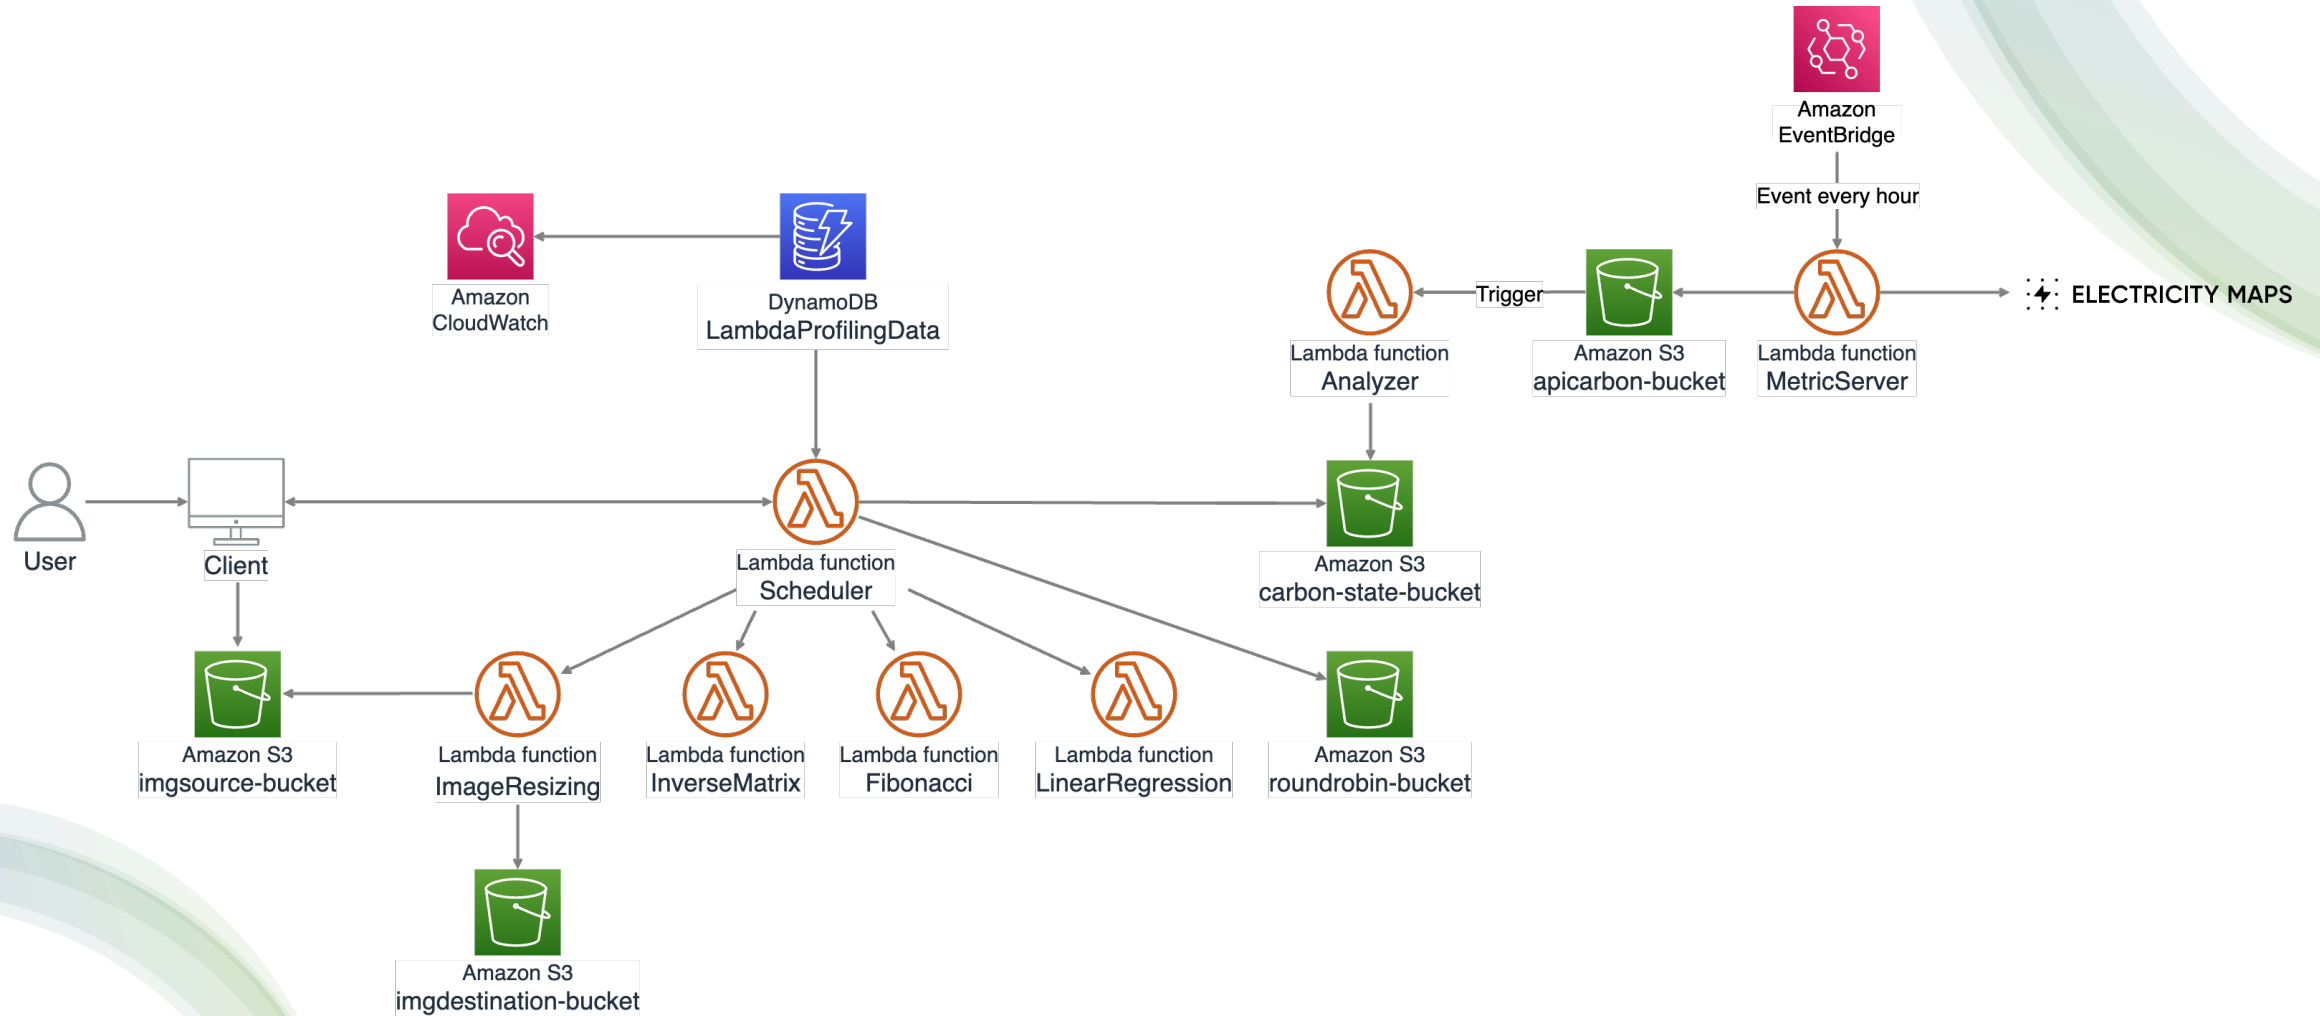 Amazon
EventBridge
Event every hour
Amazon
CloudWatch
DynamoDB
LambdaProfilingData
Trigger
ELECTRICITY MAPS
Lambda function
Analyzer
Amazon S3
apicarbon-bucket
Lambda function
MetricServer
User
Client
Lambda function
Scheduler
Amazon S3
carbon-state-bucket
Amazon S3
imgsource-bucket
Lambda function
ImageResizing
Lambda function
InverseMatrix
Lambda function
Fibonacci
Lambda function
LinearRegression
Amazon S3
roundrobin-bucket
Amazon S3
imgdestination-bucket